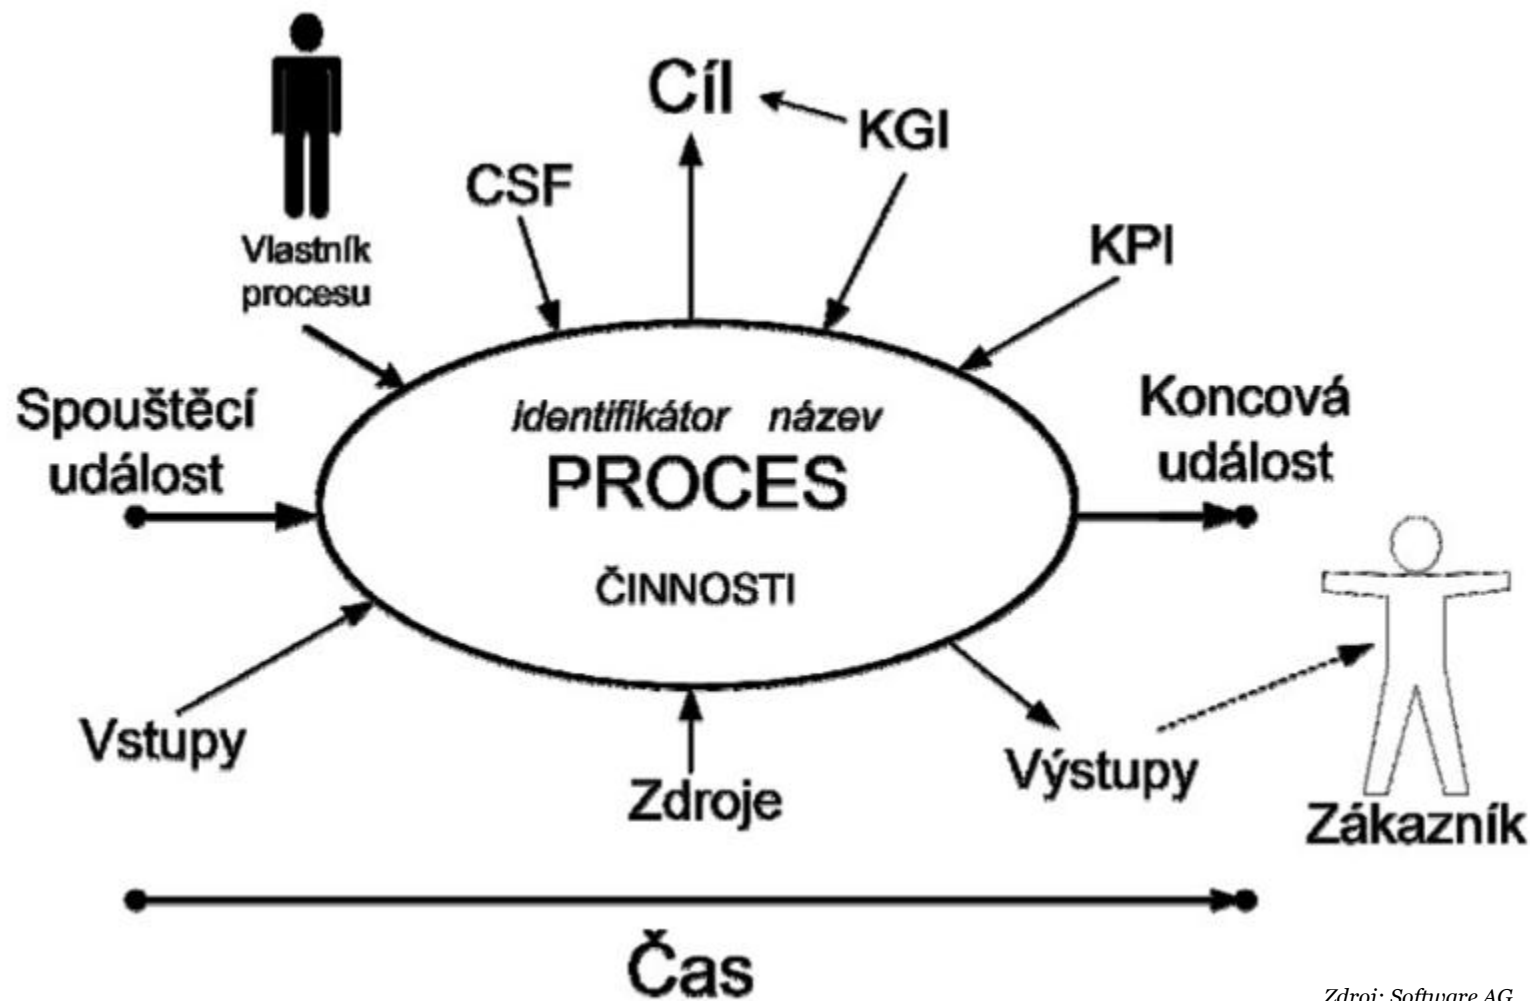 Cíl
KGI
CSF
KPI
Vlastník
procesu
Spouštěcí
událost
Koncová
událost
identifikátor název
PROCES
ČINNOSTI
Vstupy
Zdroje
Výstupy
Zákazník
Čas
Zdroj: Software AG